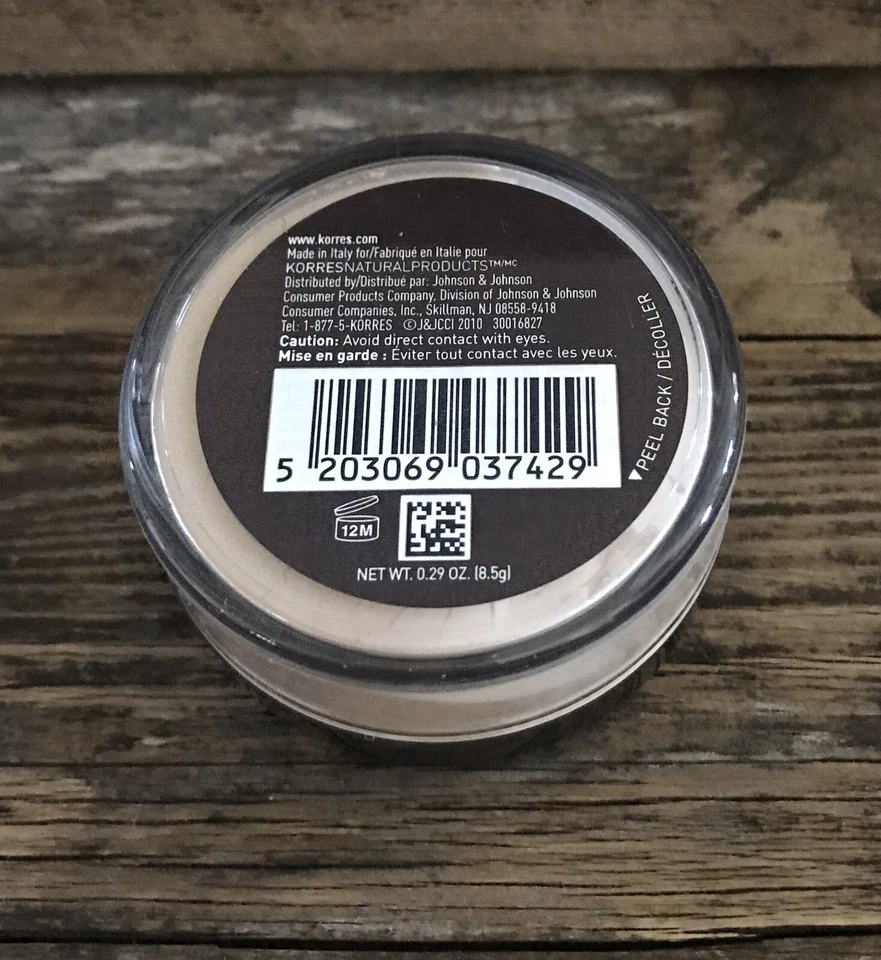 www.korres.com
Made in Italy for/Fabriqué en Italie pour
KORRESNATURALPRODUCTS™/MC
Distributed by/Distribué par: Johnson & Johnson
Consumer Products Company, Division of Johnson & Johnson
Consumer Companies, Inc., Skillman, NJ 08558-9418
Tel: 1-877-5-KORRES ©J&JCCI 2010 30016827
Caution: Avoid direct contact with eyes.
Mise en garde : Éviter tout contact avec les yeux.
▼PEEL BACK / DÉCOLLER
5 203069 037429
12M
NET WT. 0.29 OZ. (8.5g)